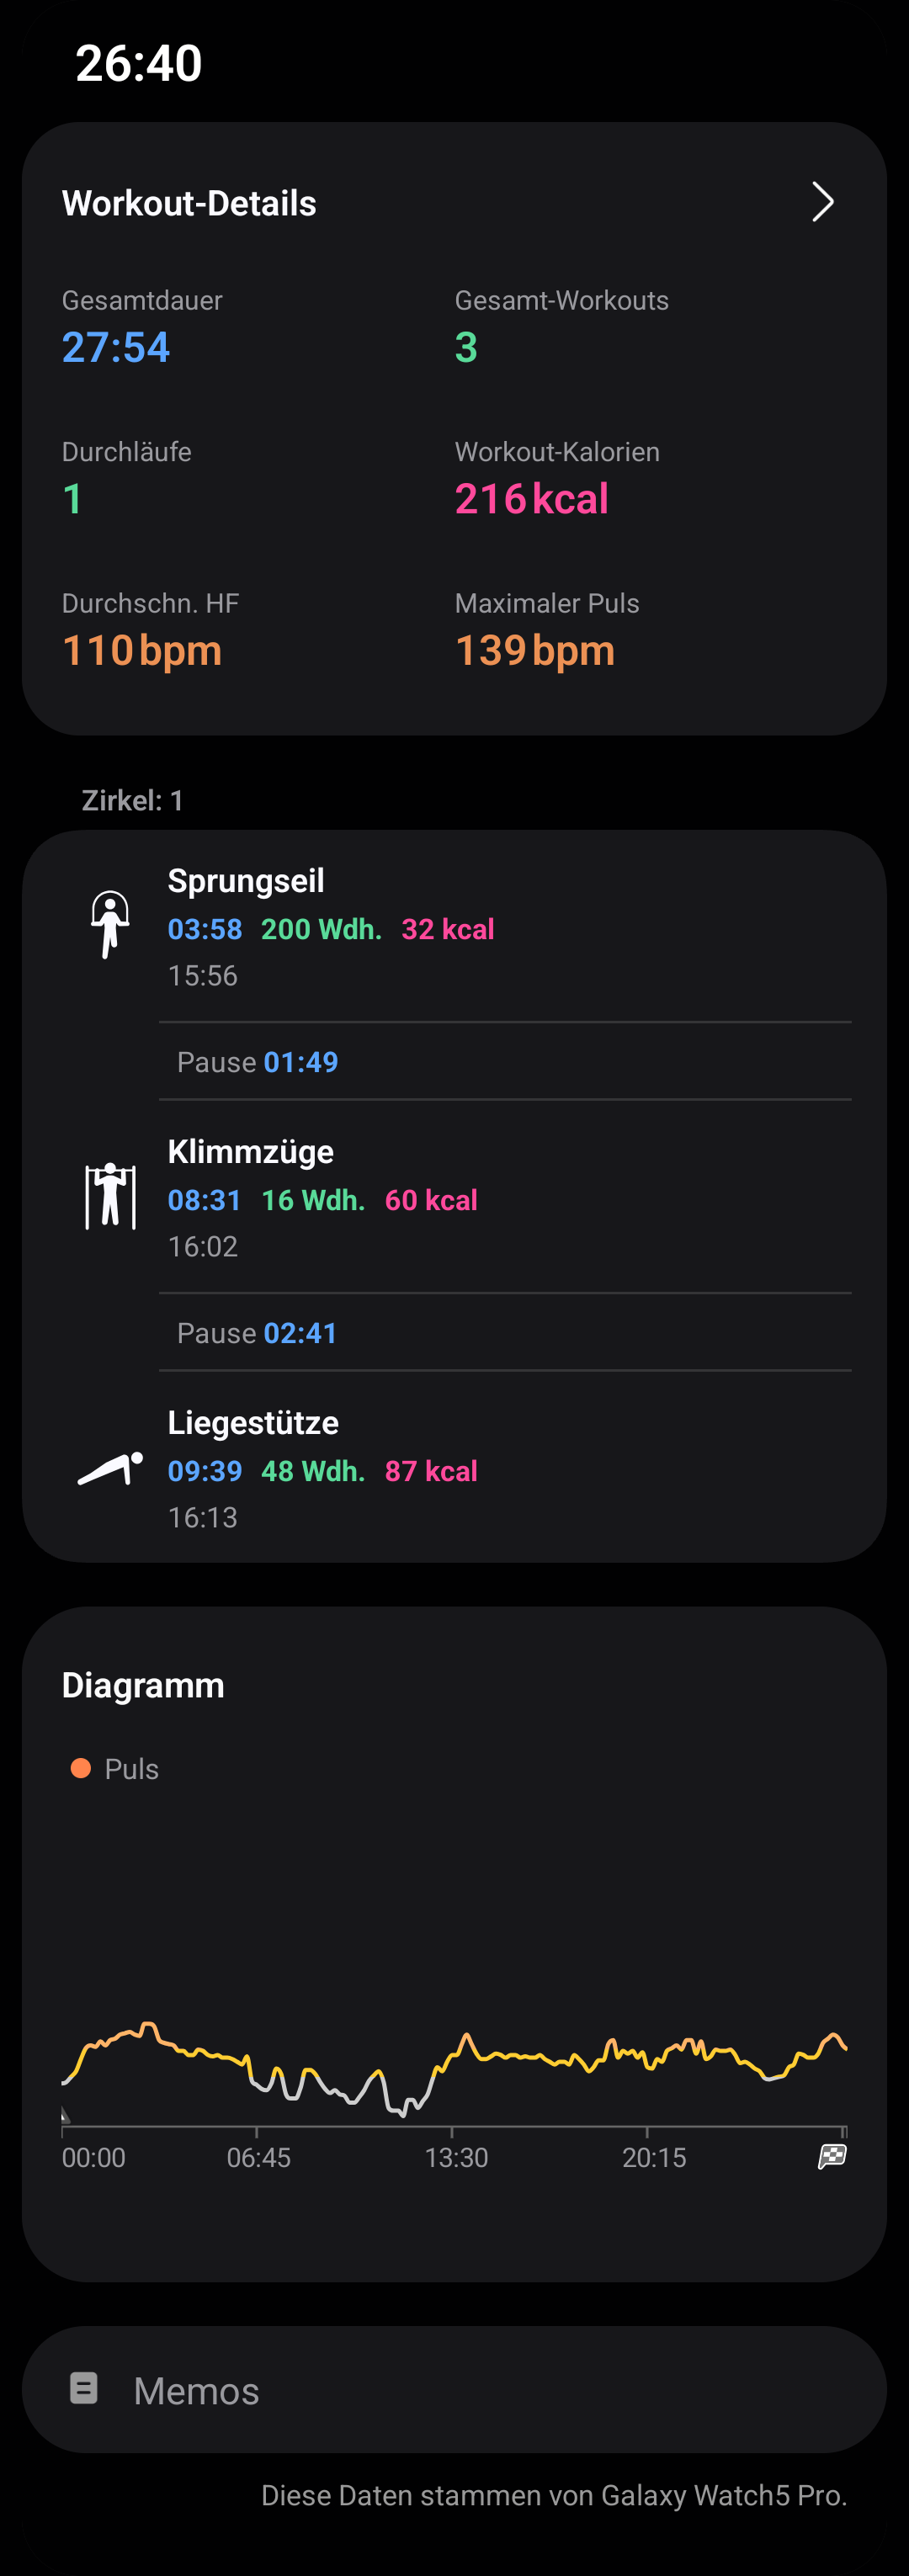 26:40
Workout-Details
Gesamtdauer Gesamt-Workouts
27:54 3
Durchläufe Workout-Kalorien
1 216 kcal
Durchschn. HF Maximaler Puls
110 bpm 139 bpm
Zirkel: 1
Sprungseil
03:58 200 Wdh. 32 kcal
15:56
Pause 01:49
Klimmzüge
08:31 16 Wdh. 60 kcal
16:02
Pause 02:41
Liegestütze
09:39 48 Wdh. 87 kcal
16:13
Diagramm
Puls
00:00 06:45 13:30 20:15
Memos
Diese Daten stammen von Galaxy Watch5 Pro.